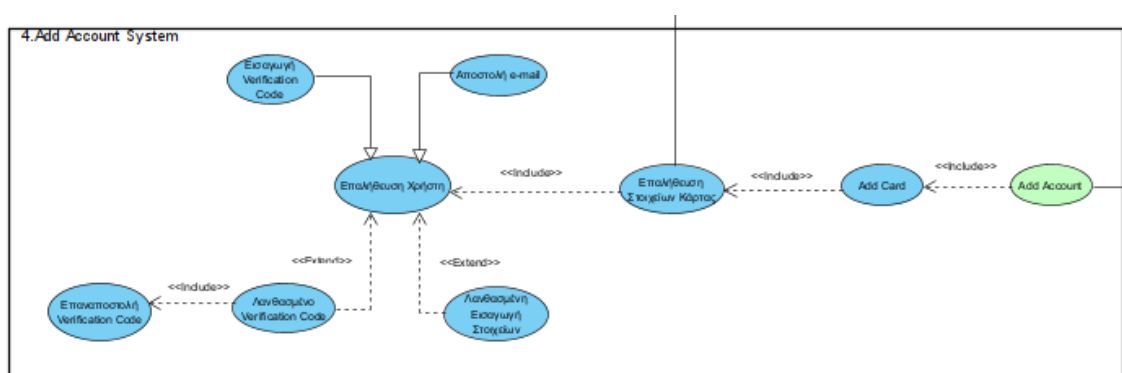 4.Add Account System
Εισαγωγή
Verification
Code
Αποστολή e-mail
Επαλήθευση Χρήστη
<<Include>>
Επαλήθευση
Στοιχείων Κάρτας
<<Include>>
Add Card
<<Include>>
Add Account
<<Extend>>
<<Extend>>
Επαναποστολή
Verification Code
<<Include>>
Λανθασμένο
Verification Code
Λανθασμένη
Εισαγωγή
Στοιχείων